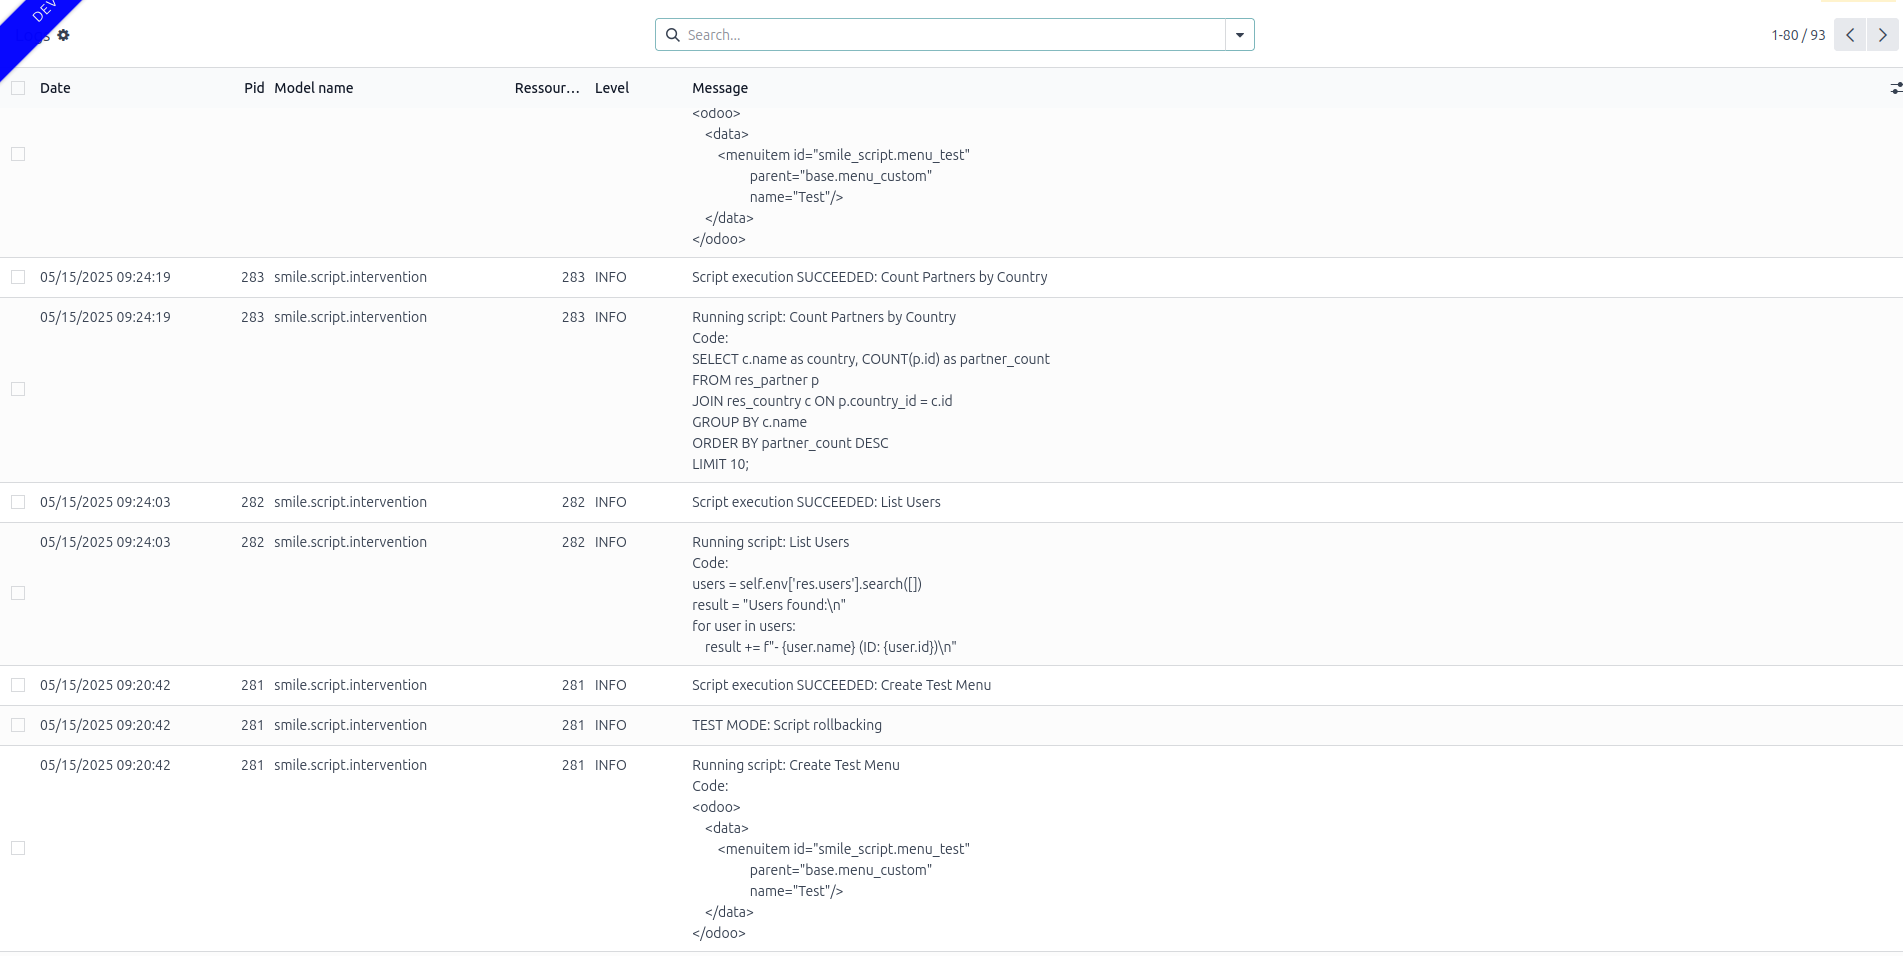 DEV
Search...
1-80 / 93
Date Pid Model name Ressour... Level Message
<odoo>
<data>
<menuitem id="smile_script.menu_test"
parent="base.menu_custom"
name="Test"/>
</data>
</odoo>
05/15/2025 09:24:19 283 smile.script.intervention 283 INFO Script execution SUCCEEDED: Count Partners by Country
05/15/2025 09:24:19 283 smile.script.intervention 283 INFO Running script: Count Partners by Country
Code:
SELECT c.name as country, COUNT(p.id) as partner_count
FROM res_partner p
JOIN res_country c ON p.country_id = c.id
GROUP BY c.name
ORDER BY partner_count DESC
LIMIT 10;
05/15/2025 09:24:03 282 smile.script.intervention 282 INFO Script execution SUCCEEDED: List Users
05/15/2025 09:24:03 282 smile.script.intervention 282 INFO Running script: List Users
Code:
users = self.env['res.users'].search([])
result = "Users found:\n"
for user in users:
result += f"- {user.name} (ID: {user.id})\n"
05/15/2025 09:20:42 281 smile.script.intervention 281 INFO Script execution SUCCEEDED: Create Test Menu
05/15/2025 09:20:42 281 smile.script.intervention 281 INFO TEST MODE: Script rollbacking
05/15/2025 09:20:42 281 smile.script.intervention 281 INFO Running script: Create Test Menu
Code:
<odoo>
<data>
<menuitem id="smile_script.menu_test"
parent="base.menu_custom"
name="Test"/>
</data>
</odoo>